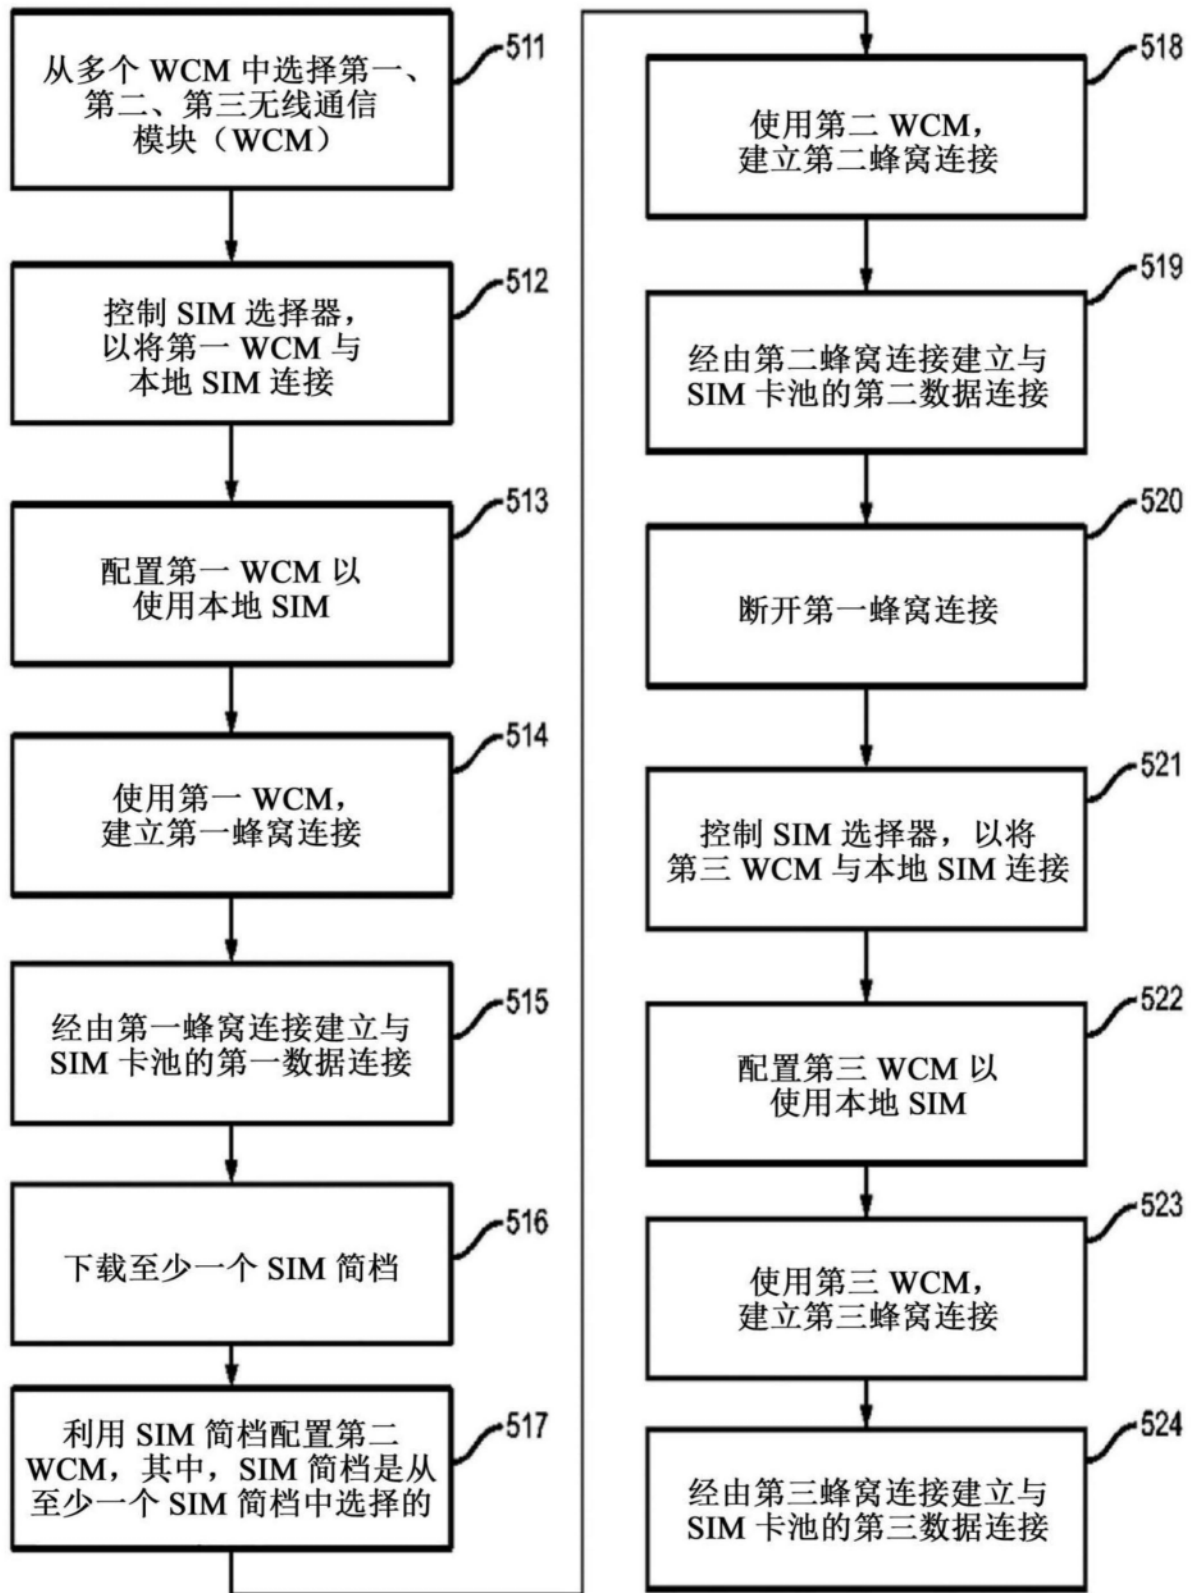 从多个 WCM 中选择第一、
第二、第三无线通信
模块（WCM）
511
控制 SIM 选择器，
以将第一 WCM 与
本地 SIM 连接
512
配置第一 WCM 以
使用本地 SIM
513
使用第一 WCM，
建立第一蜂窝连接
514
经由第一蜂窝连接建立与
SIM 卡池的第一数据连接
515
下载至少一个 SIM 简档
516
利用 SIM 简档配置第二
WCM，其中，SIM 简档是从
至少一个 SIM 简档中选择的
517
使用第二 WCM，
建立第二蜂窝连接
518
经由第二蜂窝连接建立与
SIM 卡池的第二数据连接
519
断开第一蜂窝连接
520
控制 SIM 选择器，以将
第三 WCM 与本地 SIM 连接
521
配置第三 WCM 以
使用本地 SIM
522
使用第三 WCM，
建立第三蜂窝连接
523
经由第三蜂窝连接建立与
SIM 卡池的第三数据连接
524